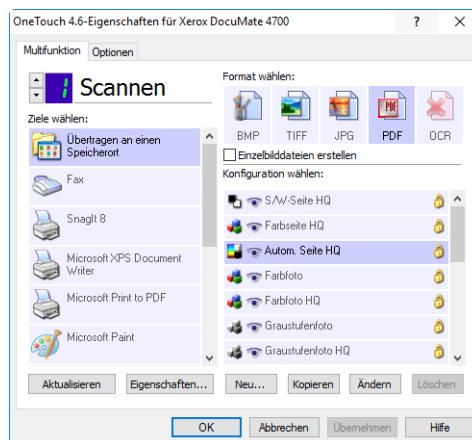 OneTouch 4.6-Eigenschaften für Xerox DocuMate 4700
Multifunktion
Optionen
1 Scannen
Ziele wählen:
Übertragen an einen
Speicherort
Fax
SnagIt 8
Microsoft XPS Document
Writer
Microsoft Print to PDF
Microsoft Paint
Format wählen:
BMP TIFF JPG PDF OCR
Einzelbilddateien erstellen
Konfiguration wählen:
S/W-Seite HQ
Farbseite HQ
Autom. Seite HQ
Farbfoto
Farbfoto HQ
Graustufenfoto
Graustufenfoto HQ
Aktualisieren Eigenschaften... Neu... Kopieren Ändern Löschen
OK Abbrechen Übernehmen Hilfe